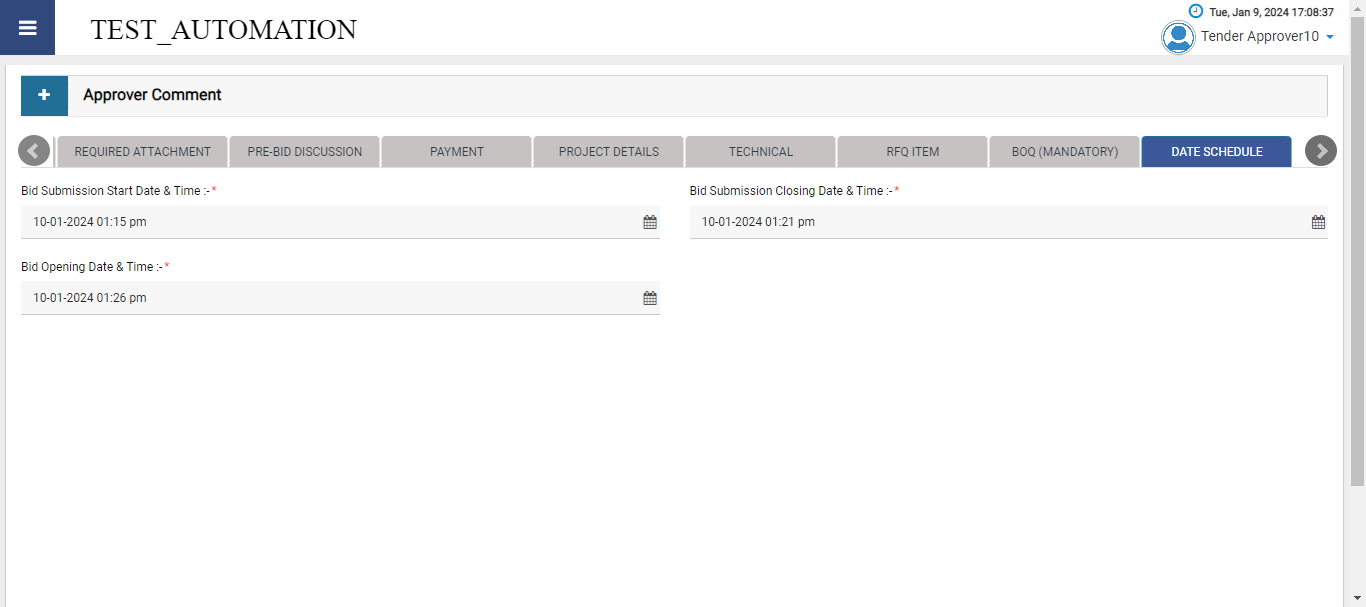 TEST_AUTOMATION
Tue, Jan 9, 2024 17:08:37
Tender Approver10
Approver Comment
REQUIRED ATTACHMENT PRE-BID DISCUSSION PAYMENT PROJECT DETAILS TECHNICAL RFQ ITEM BOQ (MANDATORY) DATE SCHEDULE
Bid Submission Start Date & Time :-* Bid Submission Closing Date & Time :-*
10-01-2024 01:15 pm 10-01-2024 01:21 pm
Bid Opening Date & Time :-*
10-01-2024 01:26 pm